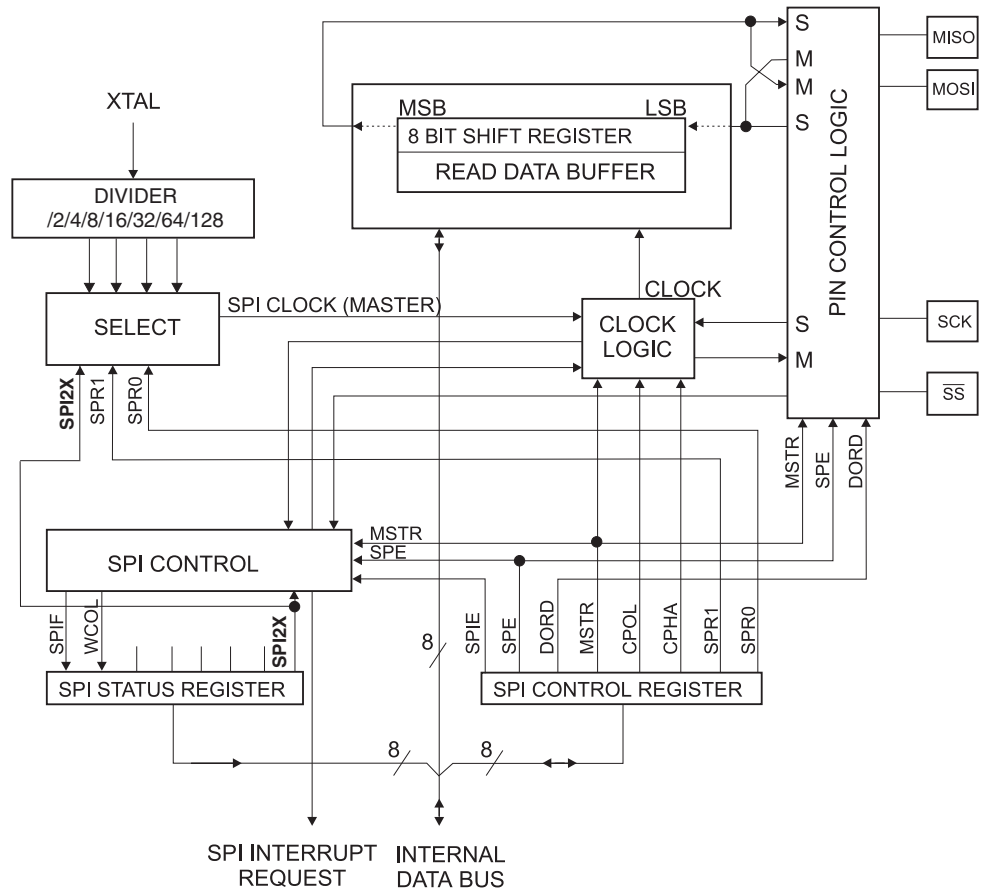 S
MISO
M
M
MOSI
XTAL
MSB
LSB
S
8 BIT SHIFT REGISTER
READ DATA BUFFER
DIVIDER
/2/4/8/16/32/64/128
PIN CONTROL LOGIC
SPI CLOCK (MASTER)
CLOCK
SELECT
CLOCK
LOGIC
S
SCK
M
SPI2X
SPR1
SPR0
SS
MSTR
SPE
DORD
MSTR
SPE
SPI CONTROL
SPIF
WCOL
SPI2X
8
SPIE
SPE
DORD
MSTR
CPOL
CPHA
SPR1
SPR0
SPI STATUS REGISTER
SPI CONTROL REGISTER
8
8
SPI INTERRUPT
REQUEST
INTERNAL
DATA BUS